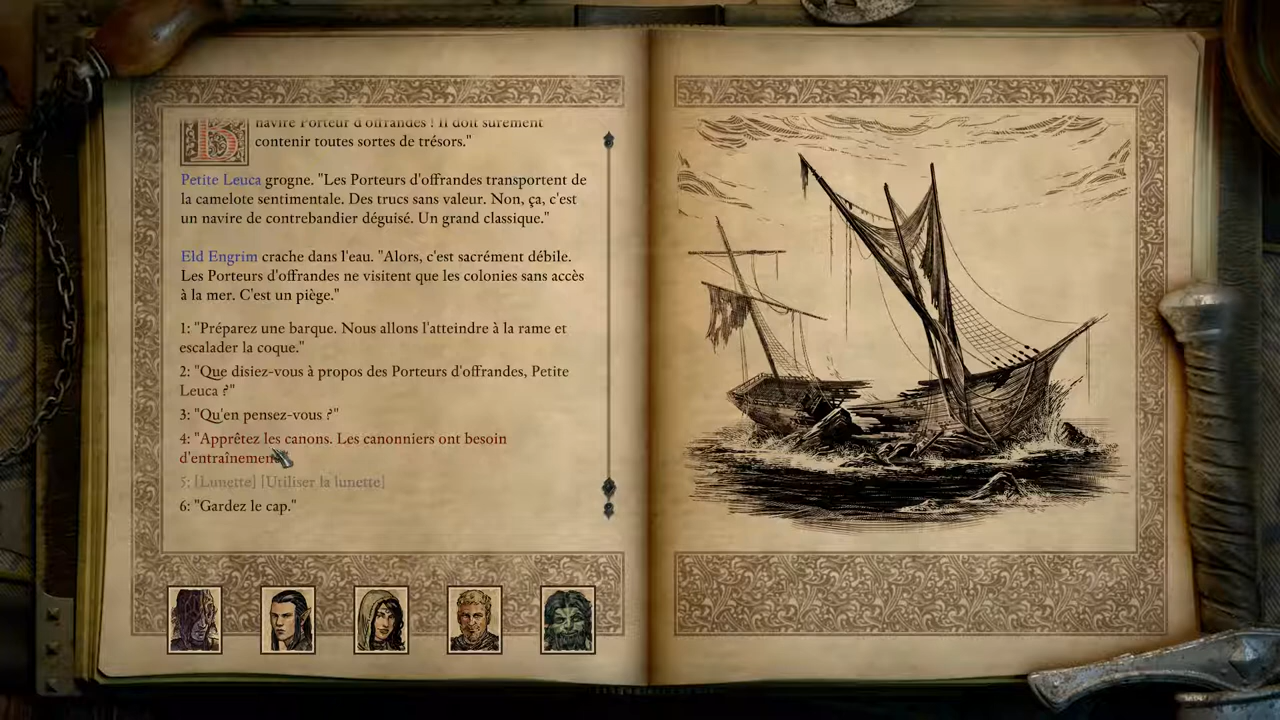 navire Porteur d'offrandes ! Il doit sûrement
contenir toutes sortes de trésors."
Petite Leuca grogne. "Les Porteurs d'offrandes transportent de
la camelote sentimentale. Des trucs sans valeur. Non, ça, c'est
un navire de contrebandier déguisé. Un grand classique."
Eld Engrim crache dans l'eau. "Alors, c'est sacrément débile.
Les Porteurs d'offrandes ne visitent que les colonies sans accès
à la mer. C'est un piège."
1: "Préparez une barque. Nous allons l'atteindre à la rame et
escalader la coque."
2: "Que disiez-vous à propos des Porteurs d'offrandes, Petite
Leuca ?"
3: "Qu'en pensez-vous ?"
4: "Apprêtez les canons. Les canonniers ont besoin
d'entraînement
5: [Lunette] [Utiliser la lunette]
6: "Gardez le cap."